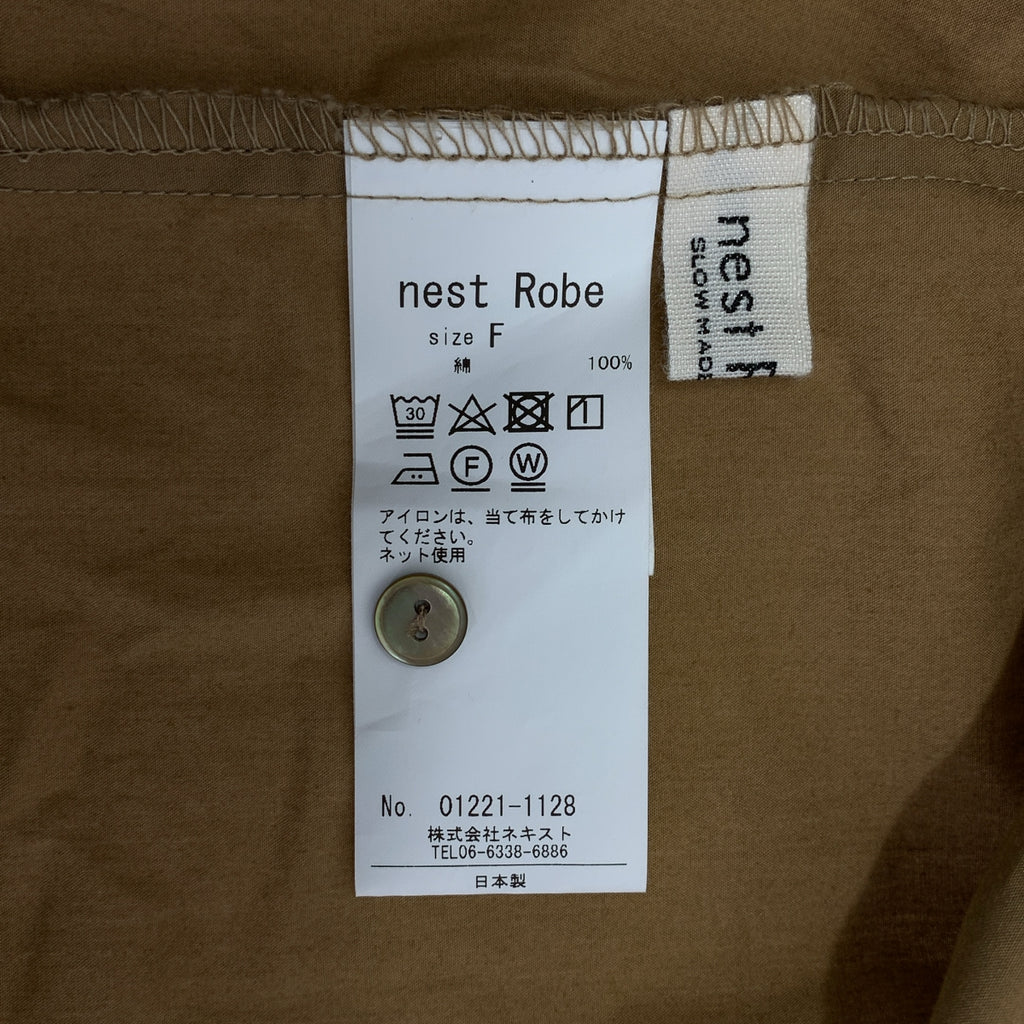 nest Robe
size F
綿 100%
30
F W
アイロンは、当て布をしてかけ
てください。
ネット使用
No. 01221-1128
株式会社ネキスト
TEL06-6338-6886
日本製
nest R
SLOW MADE